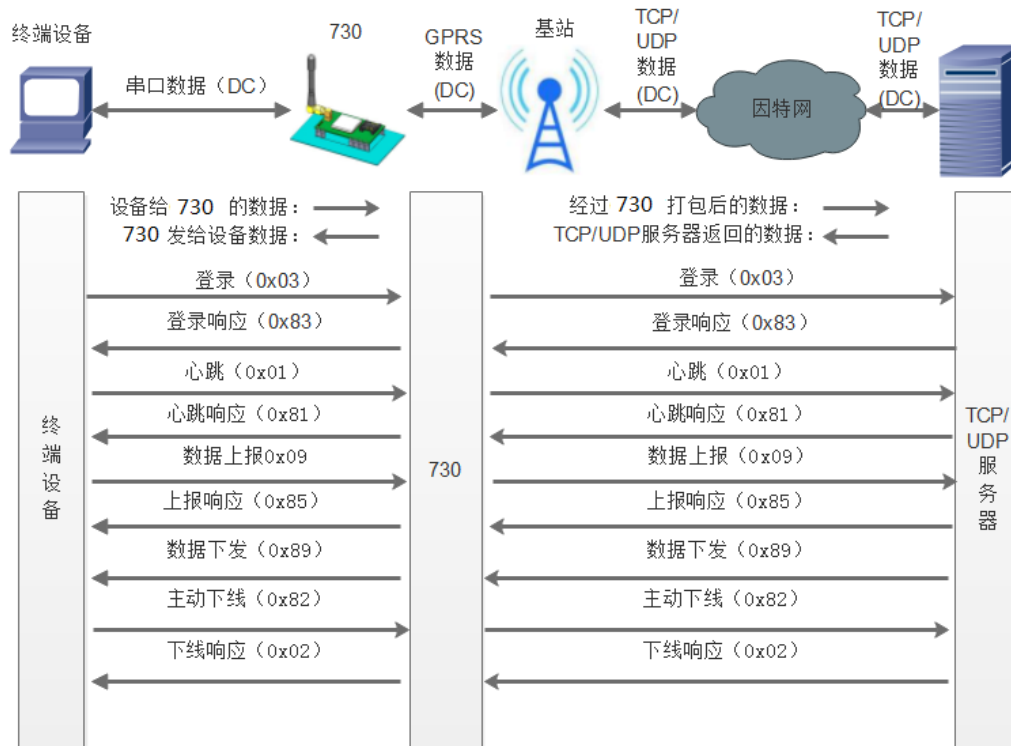 终端设备
730
基站
串口数据（DC）
GPRS
数据
(DC)
TCP/
UDP
数据
(DC)
因特网
TCP/
UDP
数据
(DC)
设备给 730 的数据：
730 发给设备数据：
经过 730 打包后的数据：
TCP/UDP服务器返回的数据：
登录（0x03）
登录（0x03）
登录响应（0x83）
登录响应（0x83）
心跳（0x01）
心跳（0x01）
心跳响应（0x81）
心跳响应（0x81）
数据上报0x09
数据上报（0x09）
上报响应（0x85）
上报响应（0x85）
数据下发（0x89）
数据下发（0x89）
主动下线（0x82）
主动下线（0x82）
下线响应（0x02）
下线响应（0x02）
终
端
设
备
730
TCP/
UDP
服
务
器